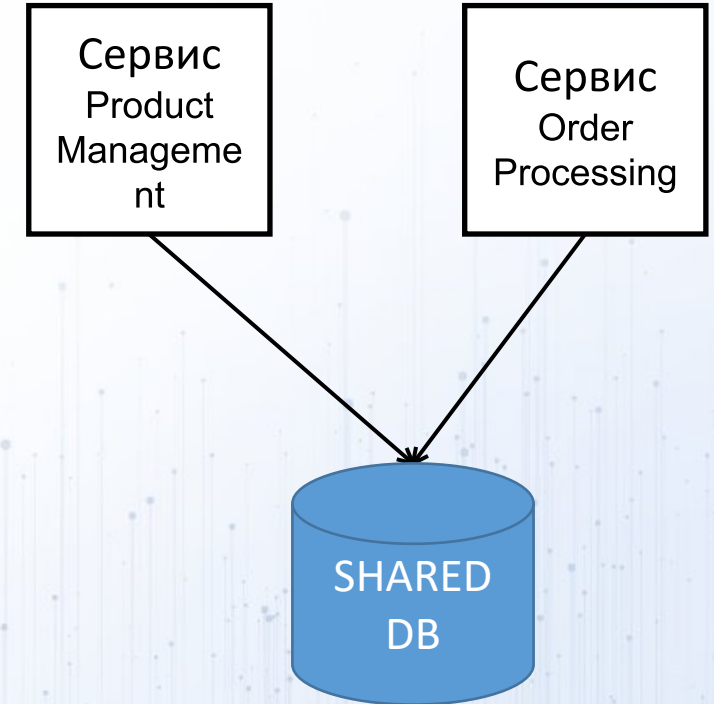 Сервис
Product
Manageme
nt
Сервис
Order
Processing
SHARED
DB